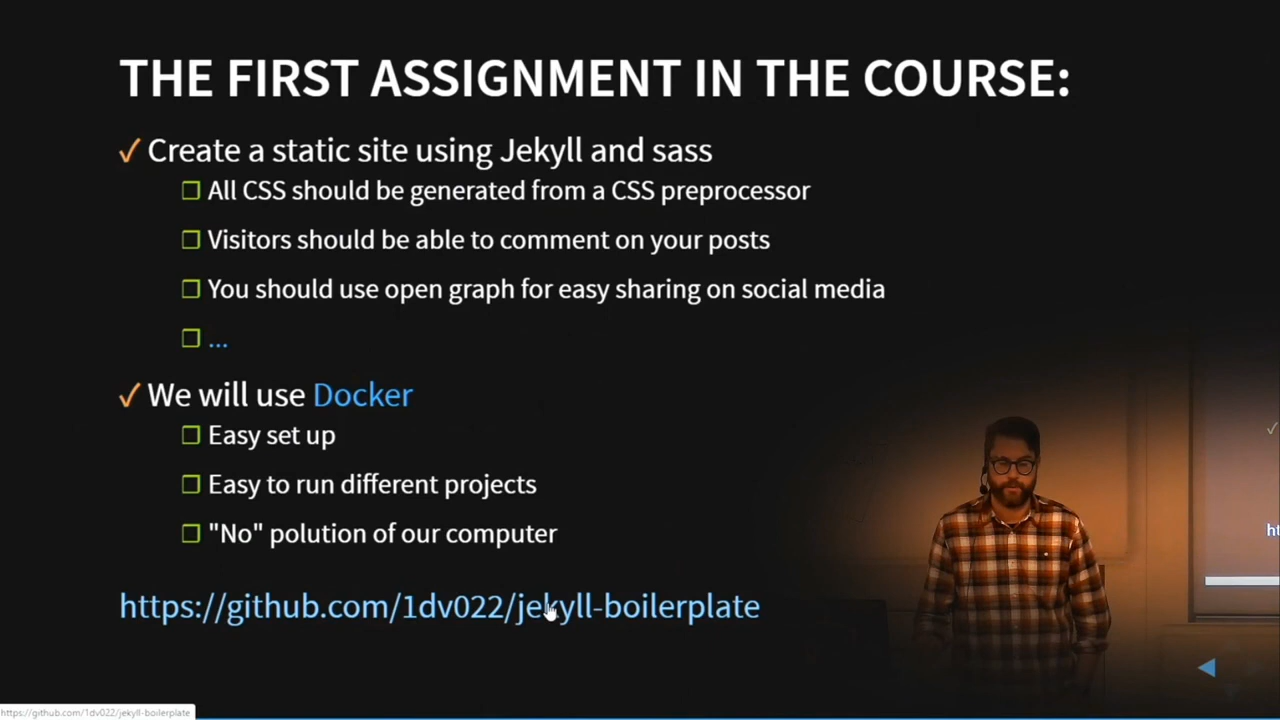 THE FIRST ASSIGNMENT IN THE COURSE:
✓ Create a static site using Jekyll and sass
❒ All CSS should be generated from a CSS preprocessor
❒ Visitors should be able to comment on your posts
❒ You should use open graph for easy sharing on social media
❒ ...
✓ We will use Docker
❒ Easy set up
❒ Easy to run different projects
❒ "No" polution of our computer
https://github.com/1dv022/jekyll-boilerplate
ht
https://github.com/1dv022/jekyll-boilerplate